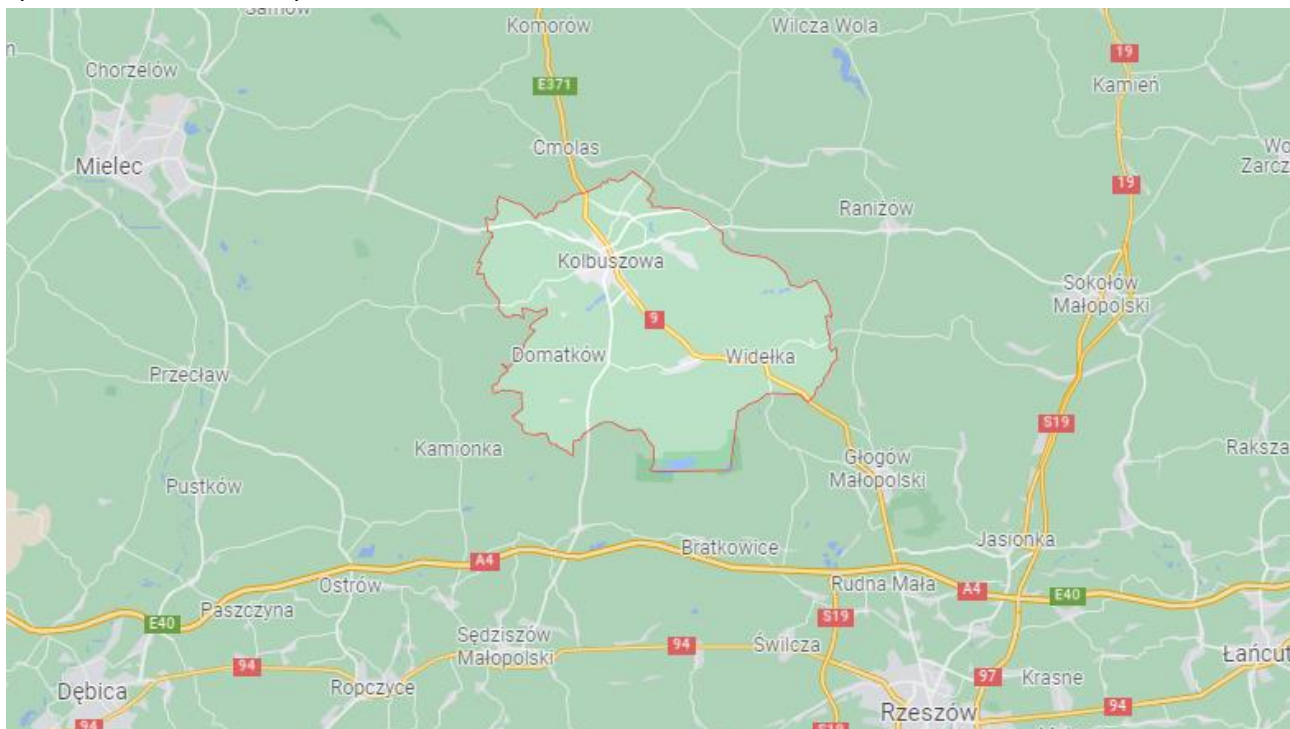 Komorów
Wilcza Wola
19
Chorzelów
E371
Kamień
Cmolas
Mielec
19
Raniżów
Kolbuszowa
Sokołów
Małopolski
9
Domatków
Widełka
Przecław
S19
Kamionka
Głogów
Małopolski
Raksza
Pustków
Jasionka
Bratkowice
A4
Ostrów
Rudna Mała
A4
E40
Paszczyna
E40
S19
Sędziszów
Małopolski
94
Świlcza
94
Łańcut
Ropczyce
97
Krasne
Dębica
Rzeszów
94
94
S19